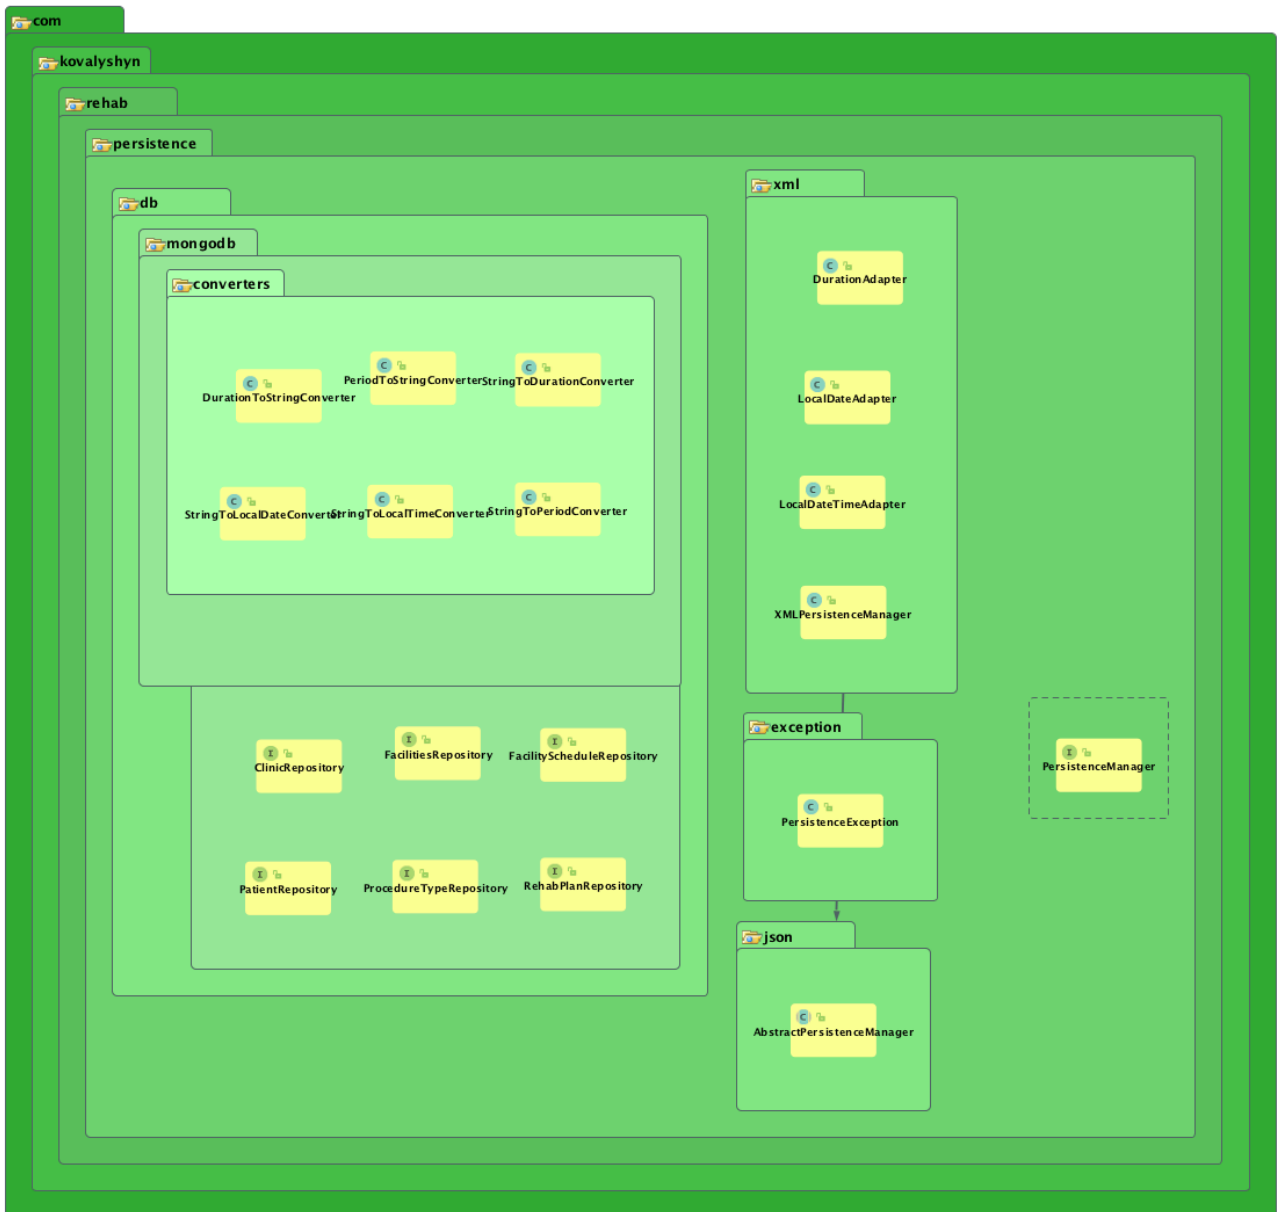 com
kovalyshyn
rehab
persistence
db
mongodb
converters
DurationToStringConverter
PeriodToStringConverter
StringToDurationConverter
StringToLocalDateConverter
StringToLocalTimeConverter
StringToPeriodConverter
ClinicRepository
FacilitiesRepository
FacilityScheduleRepository
PatientRepository
ProcedureTypeRepository
RehabPlanRepository
xml
DurationAdapter
LocalDateAdapter
LocalDateTimeAdapter
XMLPersistenceManager
exception
PersistenceException
json
AbstractPersistenceManager
PersistenceManager